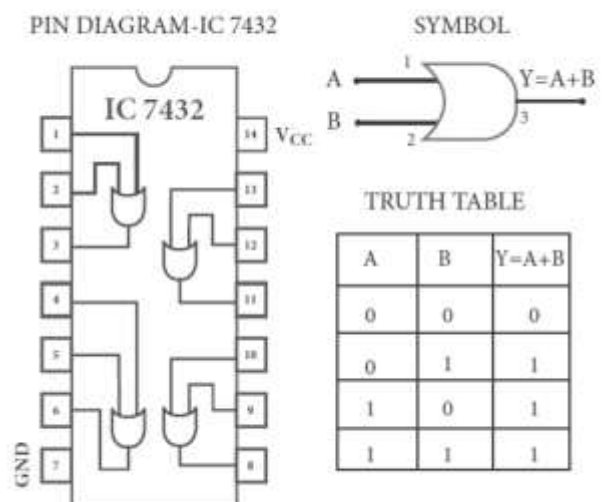 PIN DIAGRAM-IC 7432
IC 7432
1
2
3
4
5
6
7
GND
14
VCC
13
12
11
10
9
8
SYMBOL
A
1
Y=A+B
B
2
3
TRUTH TABLE
A B Y=A+B
0 0 0
0 1 1
1 0 1
1 1 1